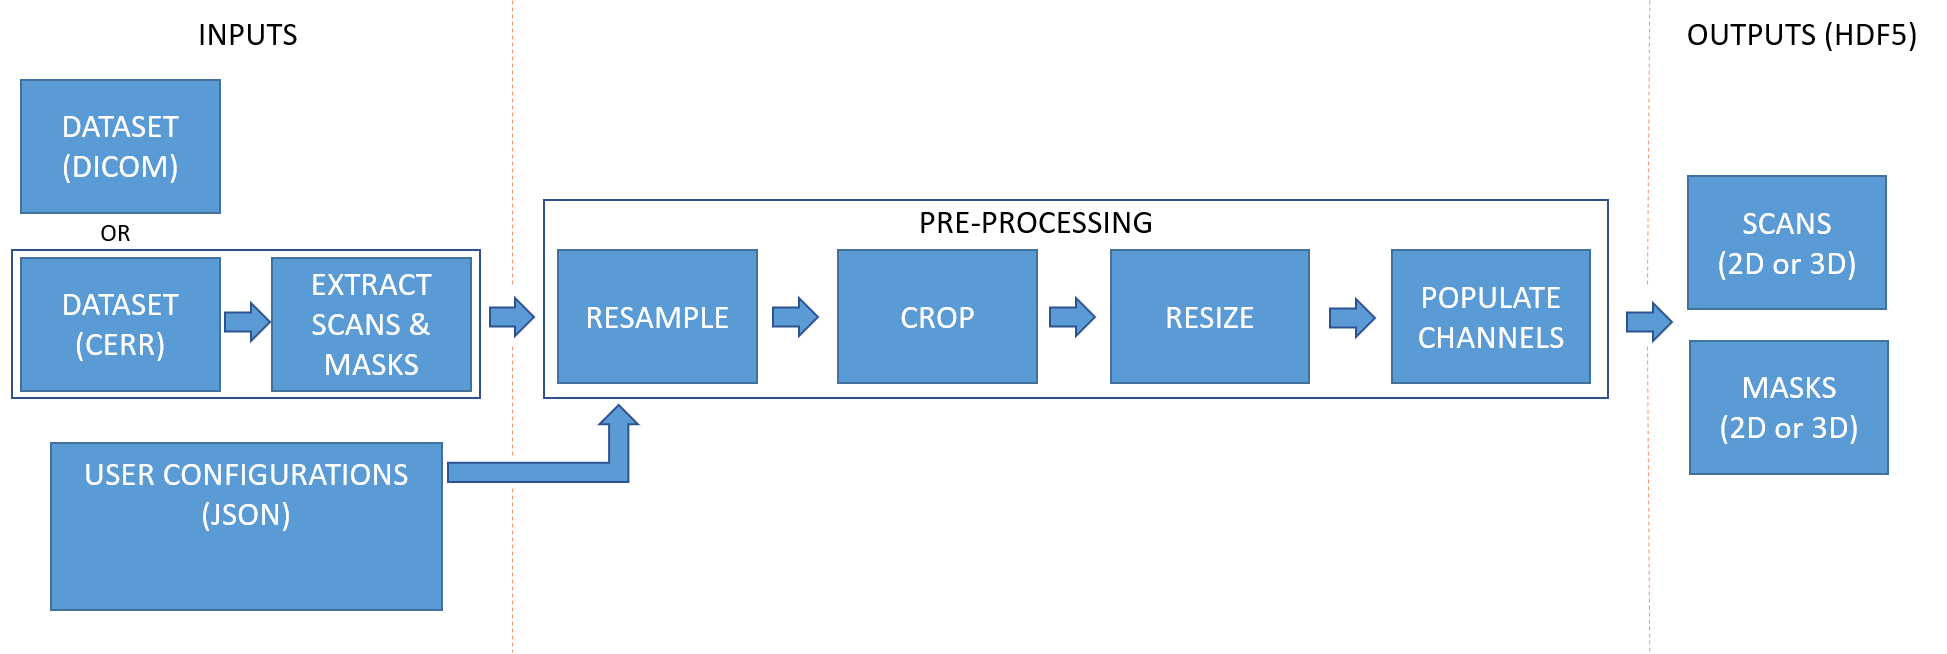 INPUTS
OUTPUTS (HDF5)
DATASET
(DICOM)
OR
DATASET
(CERR)
EXTRACT
SCANS &
MASKS
USER CONFIGURATIONS
(JSON)
PRE-PROCESSING
RESAMPLE
CROP
RESIZE
POPULATE
CHANNELS
SCANS
(2D or 3D)
MASKS
(2D or 3D)